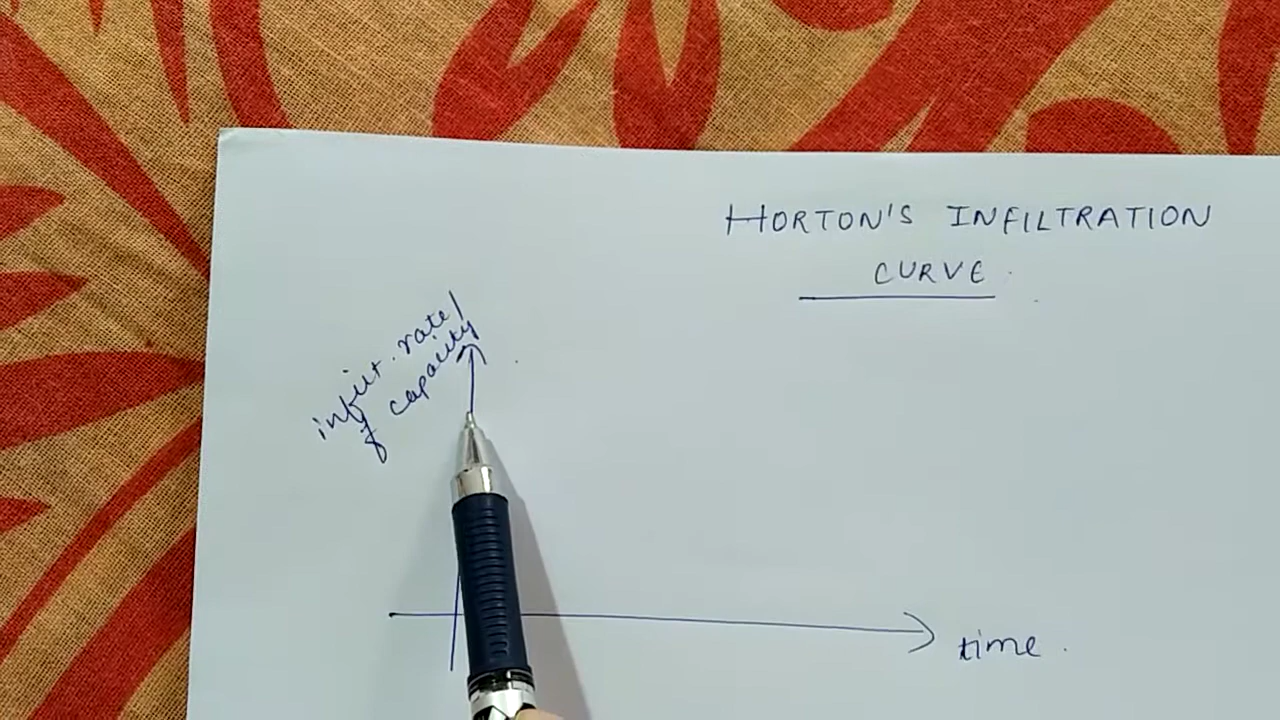 HORTON'S INFILTRATION
CURVE
infilt. rate/
capacity
time.